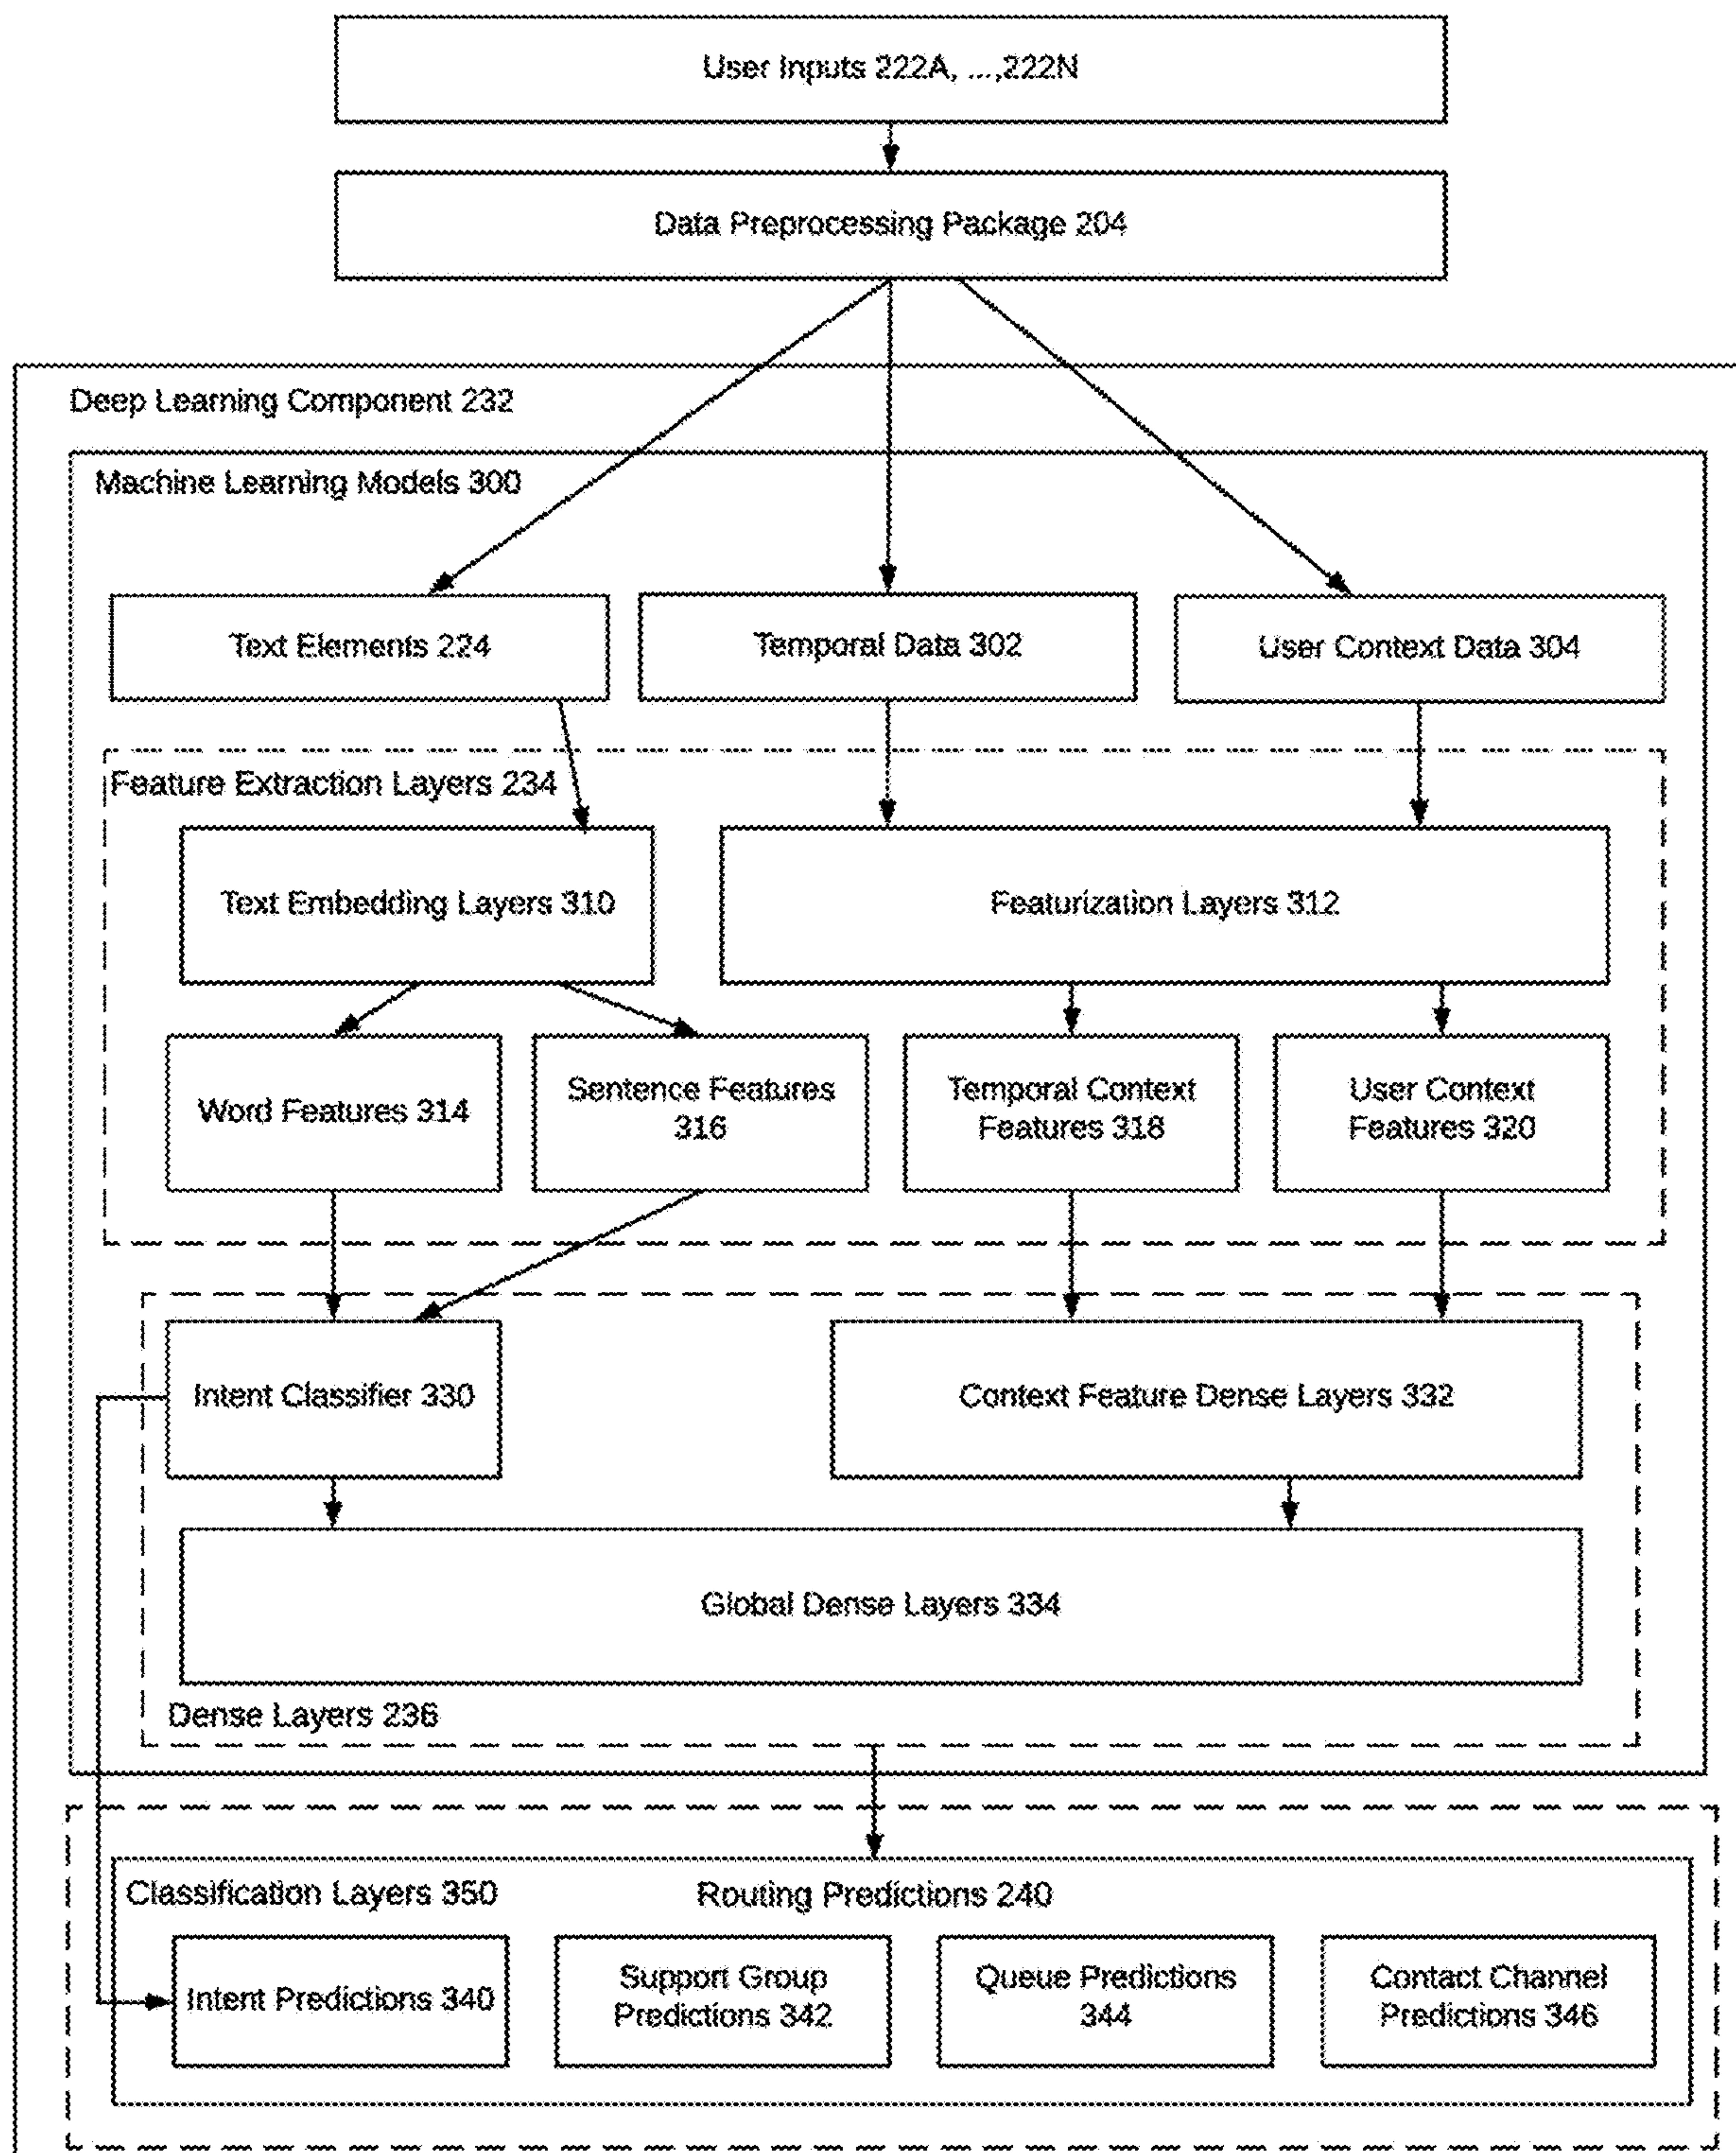 User Inputs 222A, ...,222N
Data Preprocessing Package 204
Deep Learning Component 232
Machine Learning Models 300
Text Elements 224
Temporal Data 302
User Context Data 304
Feature Extraction Layers 234
Text Embedding Layers 310
Featurization Layers 312
Word Features 314
Sentence Features
316
Temporal Context
Features 318
User Context
Features 320
Intent Classifier 330
Context Feature Dense Layers 332
Global Dense Layers 334
Dense Layers 236
Classification Layers 350
Routing Predictions 240
Intent Predictions 340
Support Group
Predictions 342
Queue Predictions
344
Contact Channel
Predictions 346